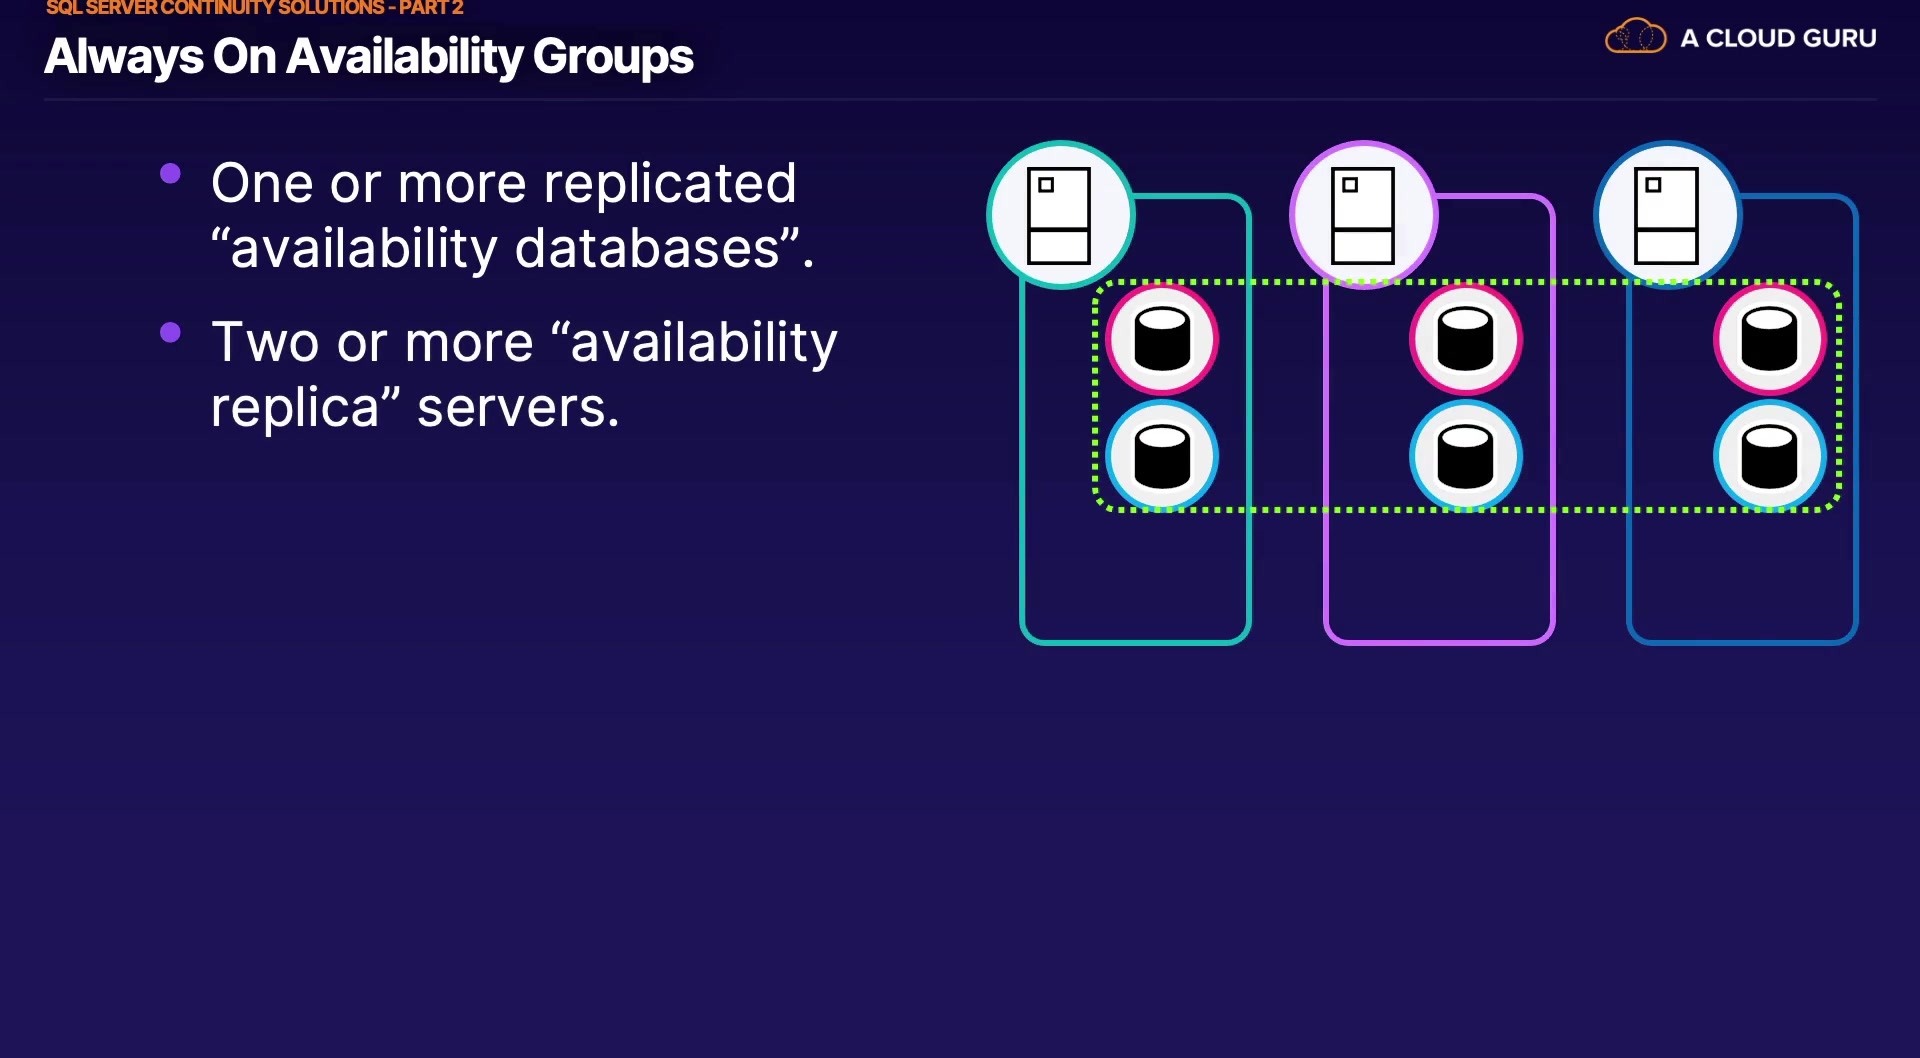 SQL SERVER CONTINUITY SOLUTIONS - PART 2
Always On Availability Groups
A CLOUD GURU
One or more replicated
“availability databases”.
Two or more “availability
replica” servers.